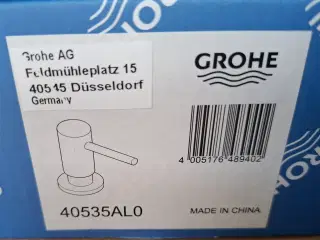 Grohe AG
Feldmühleplatz 15
40545 Düsseldorf
Germany
GROHE
4 005176 489402
40535AL0
MADE IN CHINA